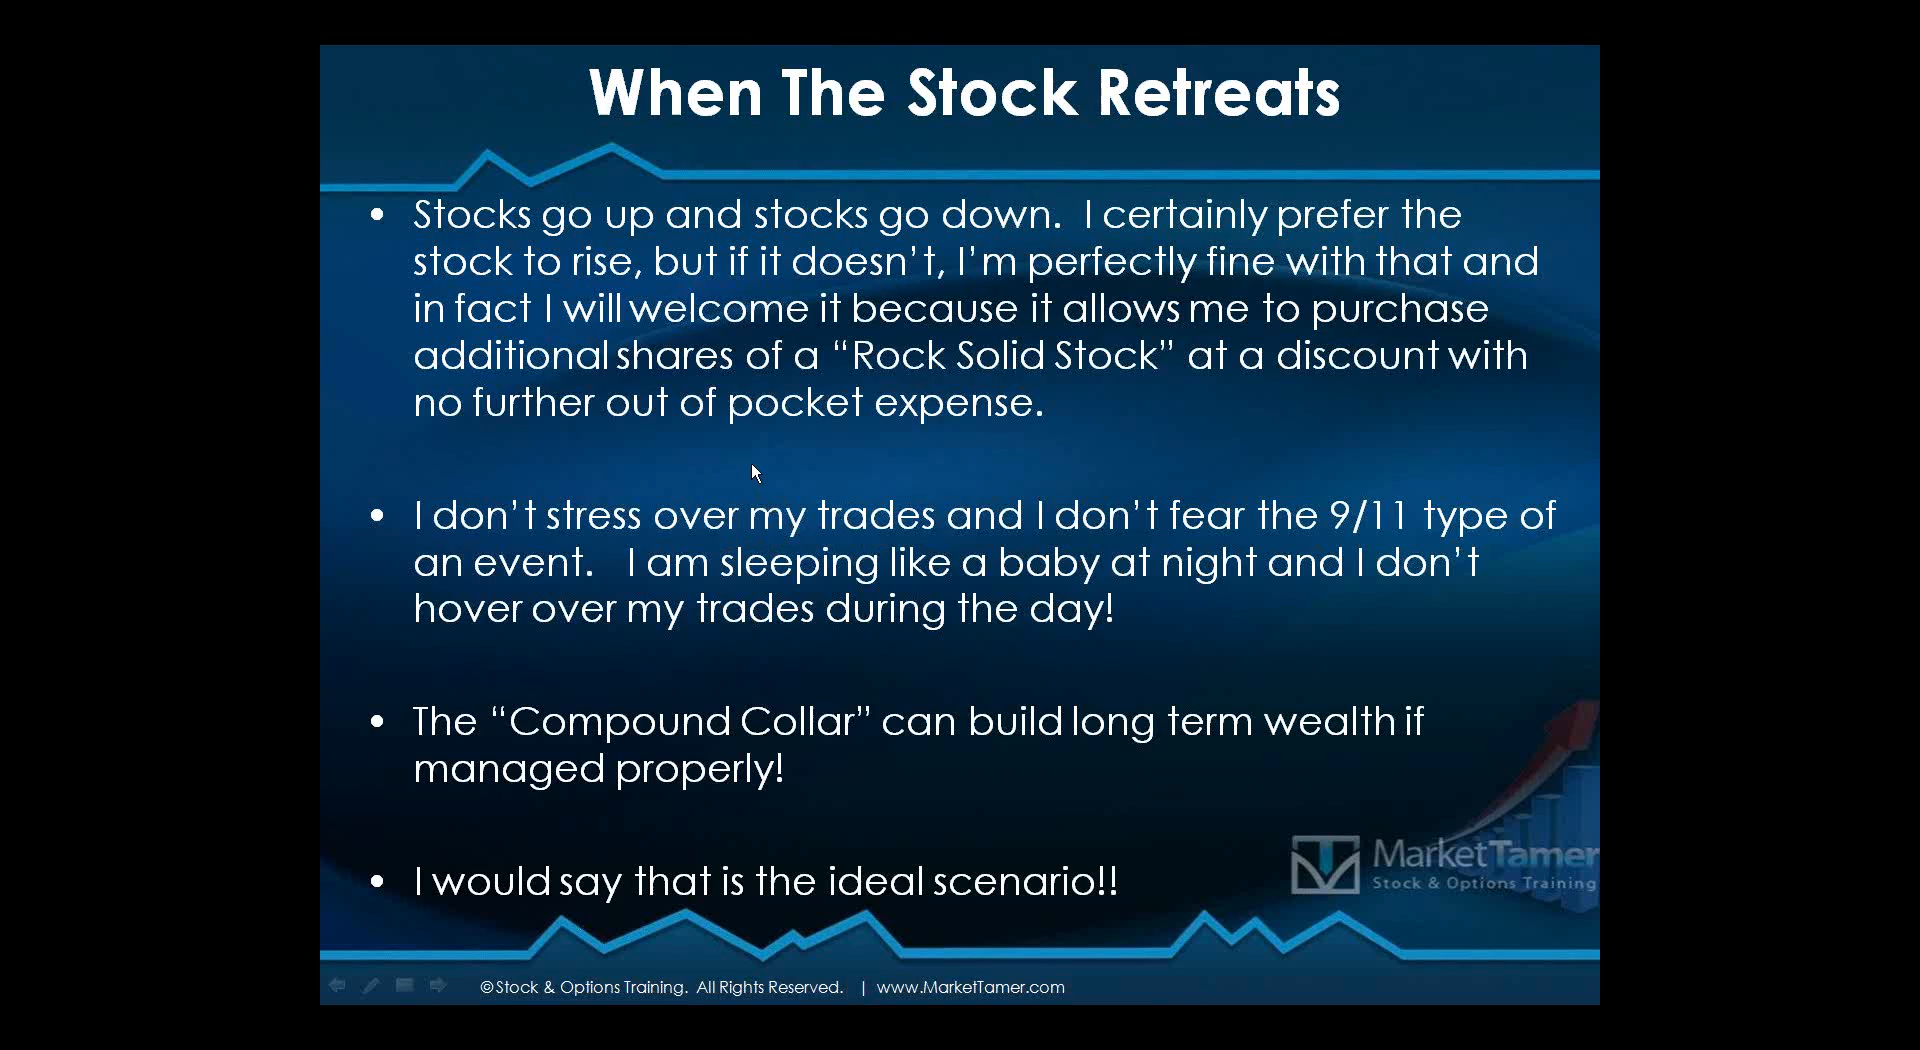 When The Stock Retreats
• Stocks go up and stocks go down. I certainly prefer the
stock to rise, but if it doesn’t, I’m perfectly fine with that and
in fact I will welcome it because it allows me to purchase
additional shares of a “Rock Solid Stock” at a discount with
no further out of pocket expense.
• I don’t stress over my trades and I don’t fear the 9/11 type of
an event. I am sleeping like a baby at night and I don’t
hover over my trades during the day!
• The “Compound Collar” can build long term wealth if
managed properly!
• I would say that is the ideal scenario!!
MarketTamer
Stock & Options Training
©Stock & Options Training. All Rights Reserved. | www.MarketTamer.com